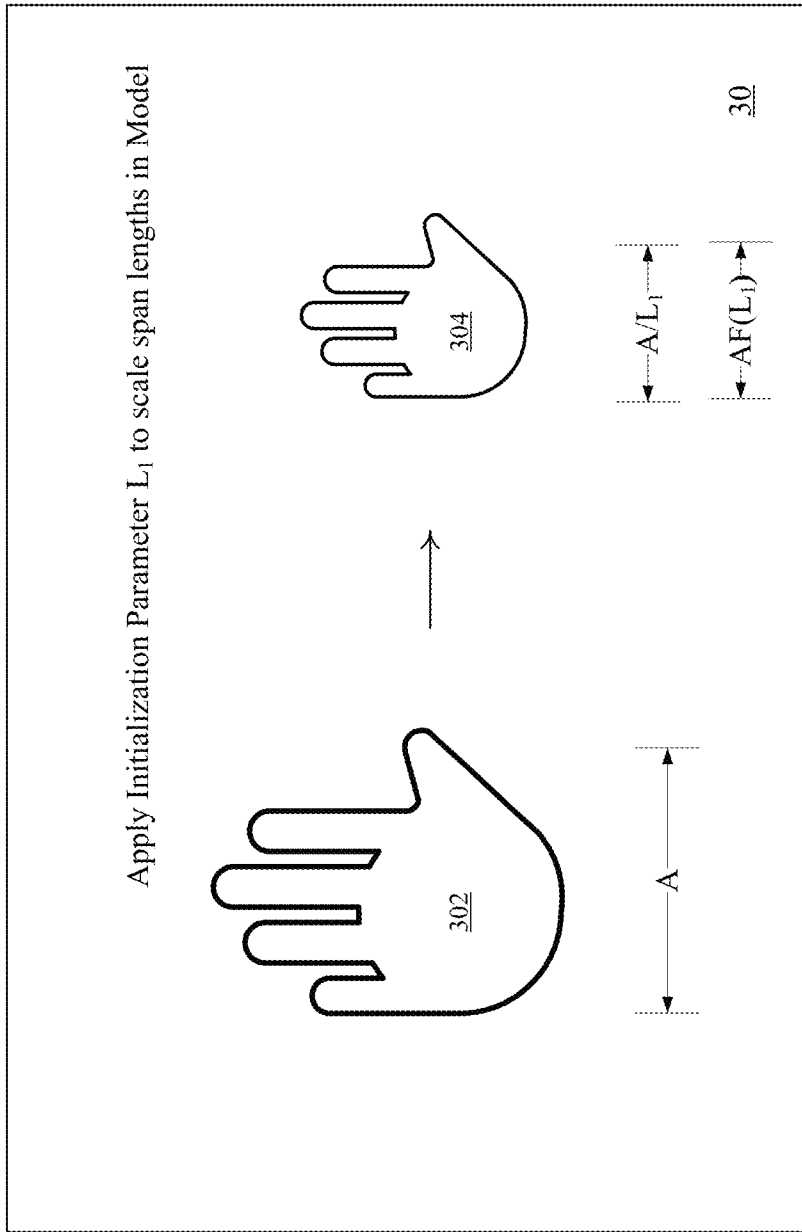 Apply Initialization Parameter L₁ to scale span lengths in Model
302
304
A
A/L₁
AF(L₁)
30